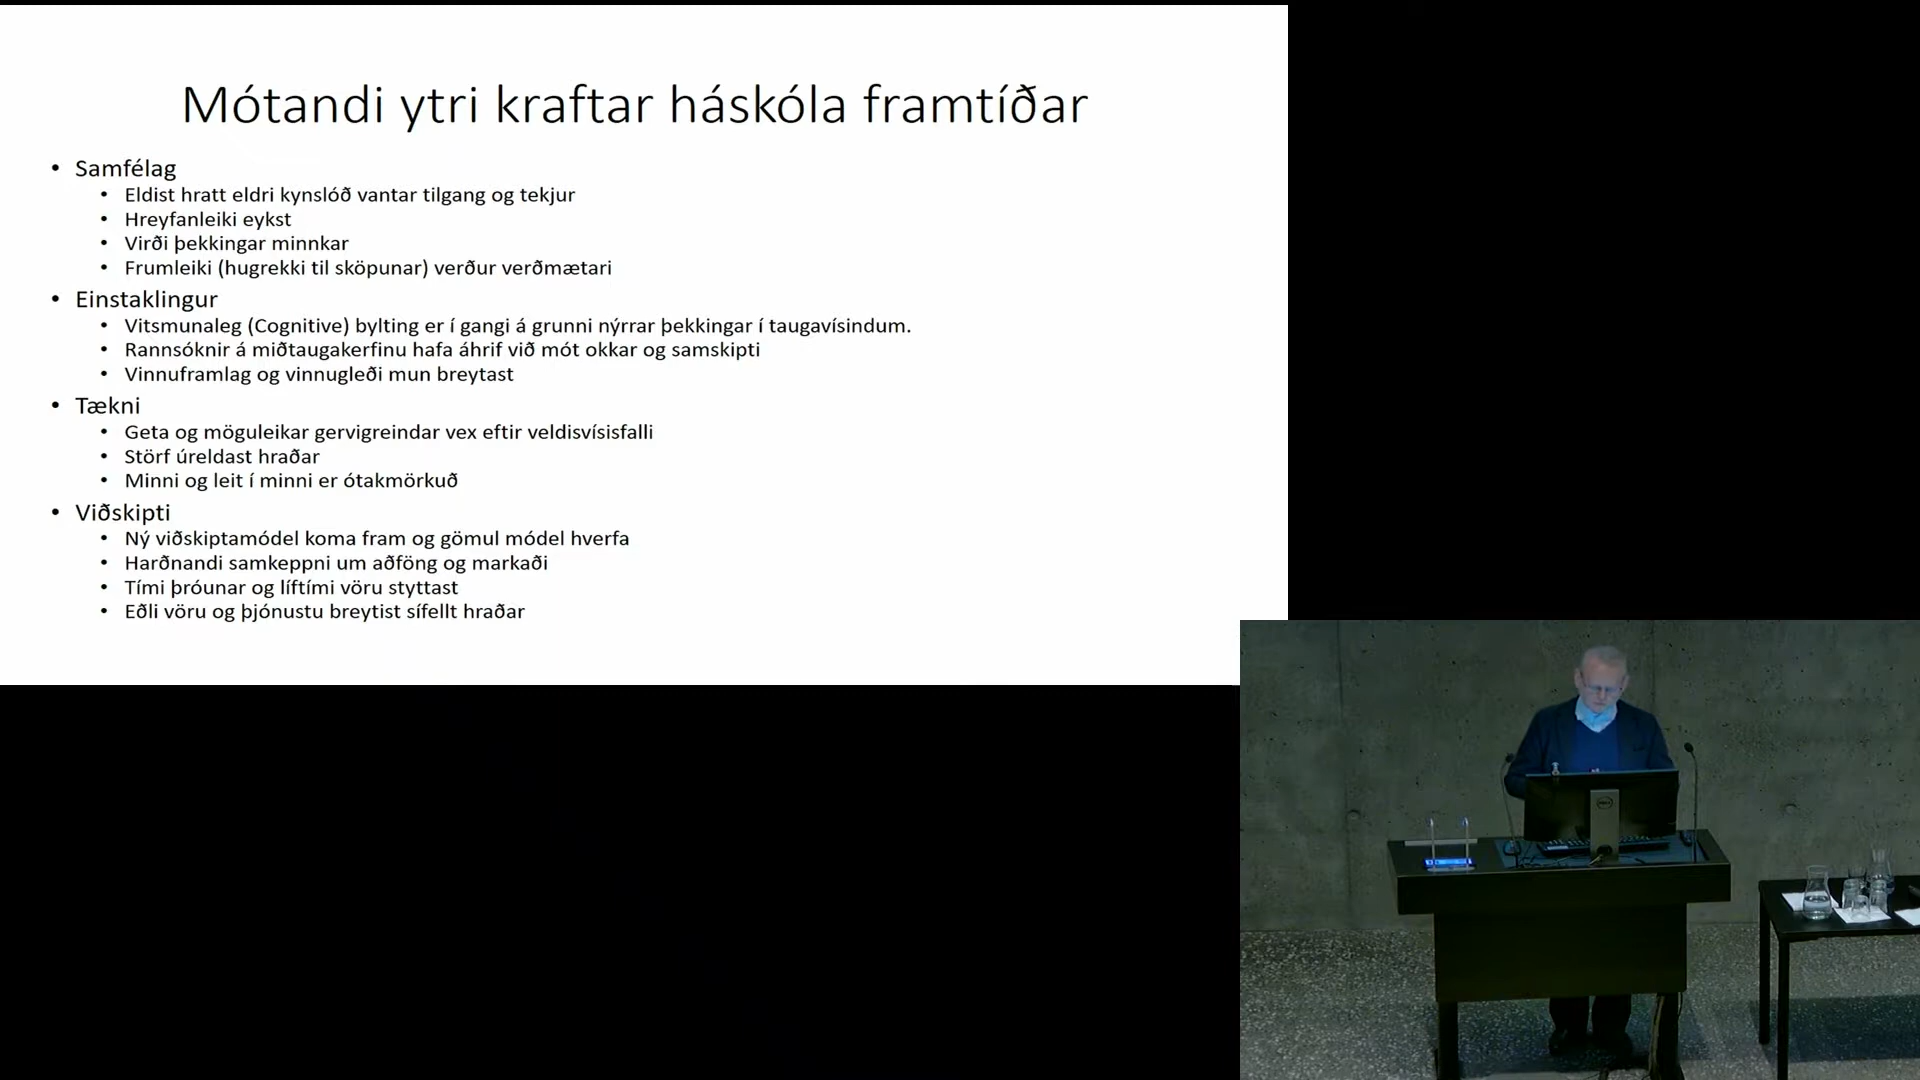 Mótandi ytri kraftar háskóla framtíðar
• Samfélag
• Eldist hratt eldri kynslóð vantar tilgang og tekjur
• Hreyfanleiki eykst
• Virði þekkingar minnkar
• Frumleiki (hugrekki til sköpunar) verður verðmætari
• Einstaklingur
• Vitsmunaleg (Cognitive) bylting er í gangi á grunni nýrrar þekkingar í taugavísindum.
• Rannsóknir á miðtaugakerfinu hafa áhrif við mót okkar og samskipti
• Vinnuframlag og vinnugleði mun breytast
• Tækni
• Geta og möguleikar gervigreindar vex eftir veldisvísisfalli
• Störf úreldast hraðar
• Minni og leit í minni er ótakmörkuð
• Viðskipti
• Ný viðskiptamódel koma fram og gömul módel hverfa
• Harðnandi samkeppni um aðföng og markaði
• Tími þróunar og líftími vöru styttast
• Eðli vöru og þjónustu breytist sífellt hraðar
DELL